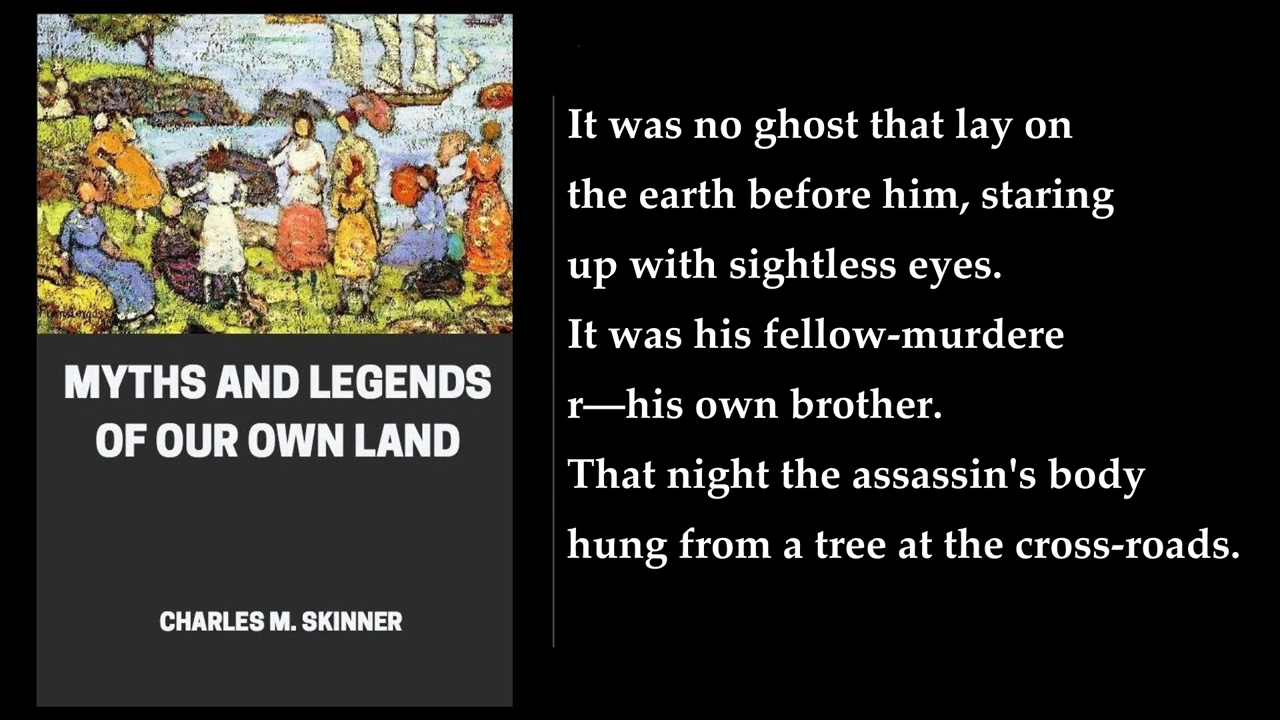 MYTHS AND LEGENDS
OF OUR OWN LAND
CHARLES M. SKINNER
It was no ghost that lay on
the earth before him, staring
up with sightless eyes.
It was his fellow-murdere
r—his own brother.
That night the assassin's body
hung from a tree at the cross-roads.